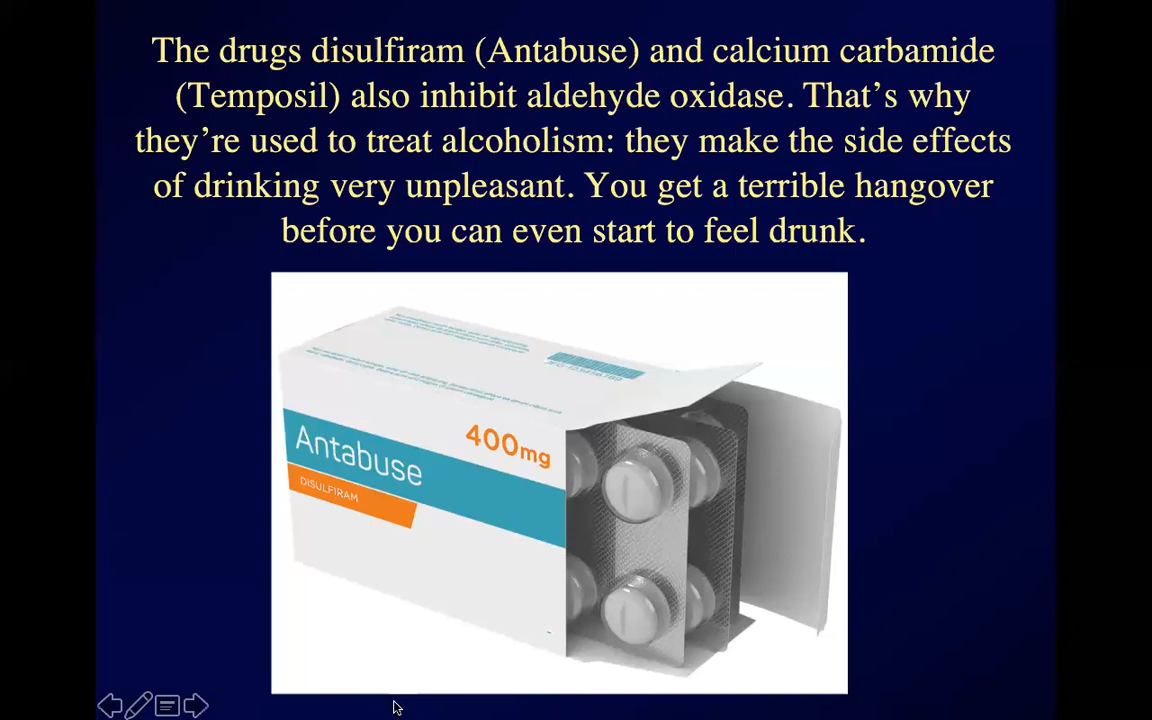 The drugs disulfiram (Antabuse) and calcium carbamide
(Temposil) also inhibit aldehyde oxidase. That’s why
they’re used to treat alcoholism: they make the side effects
of drinking very unpleasant. You get a terrible hangover
before you can even start to feel drunk.
400mg
Antabuse
DISULFIRAM